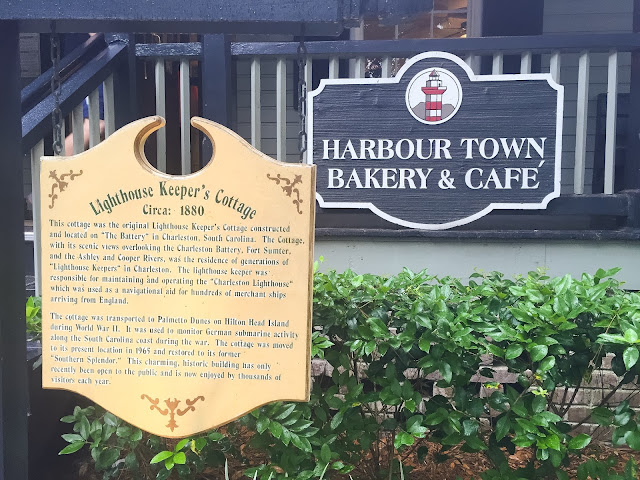 Lighthouse Keeper's Cottage
Circa: 1880
This cottage was the original Lighthouse Keeper's Cottage constructed
and located on "The Battery" in Charleston, South Carolina. The Cottage,
with its scenic views overlooking the Charleston Battery, Fort Sumter,
and the Ashley and Cooper Rivers, was the residence of generations of
"Lighthouse Keepers" in Charleston. The lighthouse keeper was
responsible for maintaining and operating the "Charleston Lighthouse"
which was used as a navigational aid for hundreds of merchant ships
arriving from England.
The cottage was transported to Palmetto Dunes on Hilton Head Island
during World War II. It was used to monitor German submarine activity
along the South Carolina coast during the war. The cottage was moved
to its present location in 1965 and restored to its former
"Southern Splendor." This charming, historic building has only
recently been open to the public and is now enjoyed by thousands of
visitors each year.
HARBOUR TOWN
BAKERY & CAFÉ